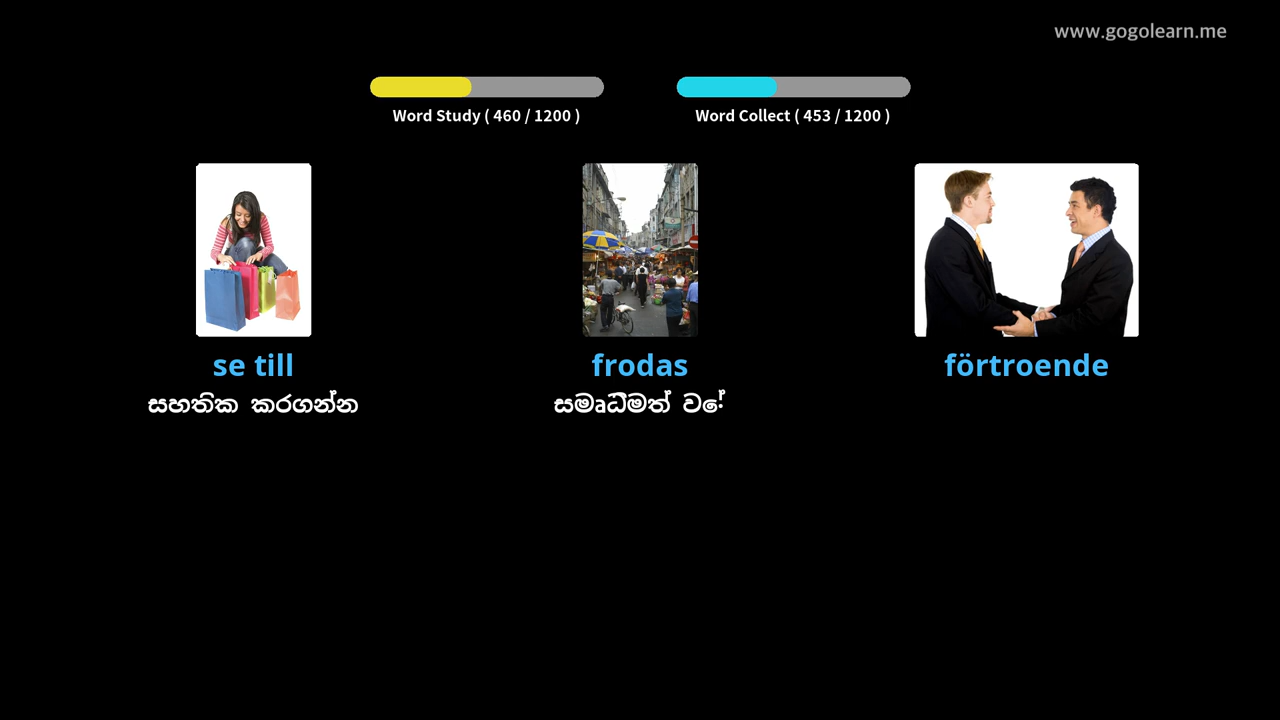 www.gogolearn.me
Word Study ( 460 / 1200 )
Word Collect ( 453 / 1200 )
se till
frodas
förtroende
සහතික කරගන්න
සමෘධිමත් වේ!